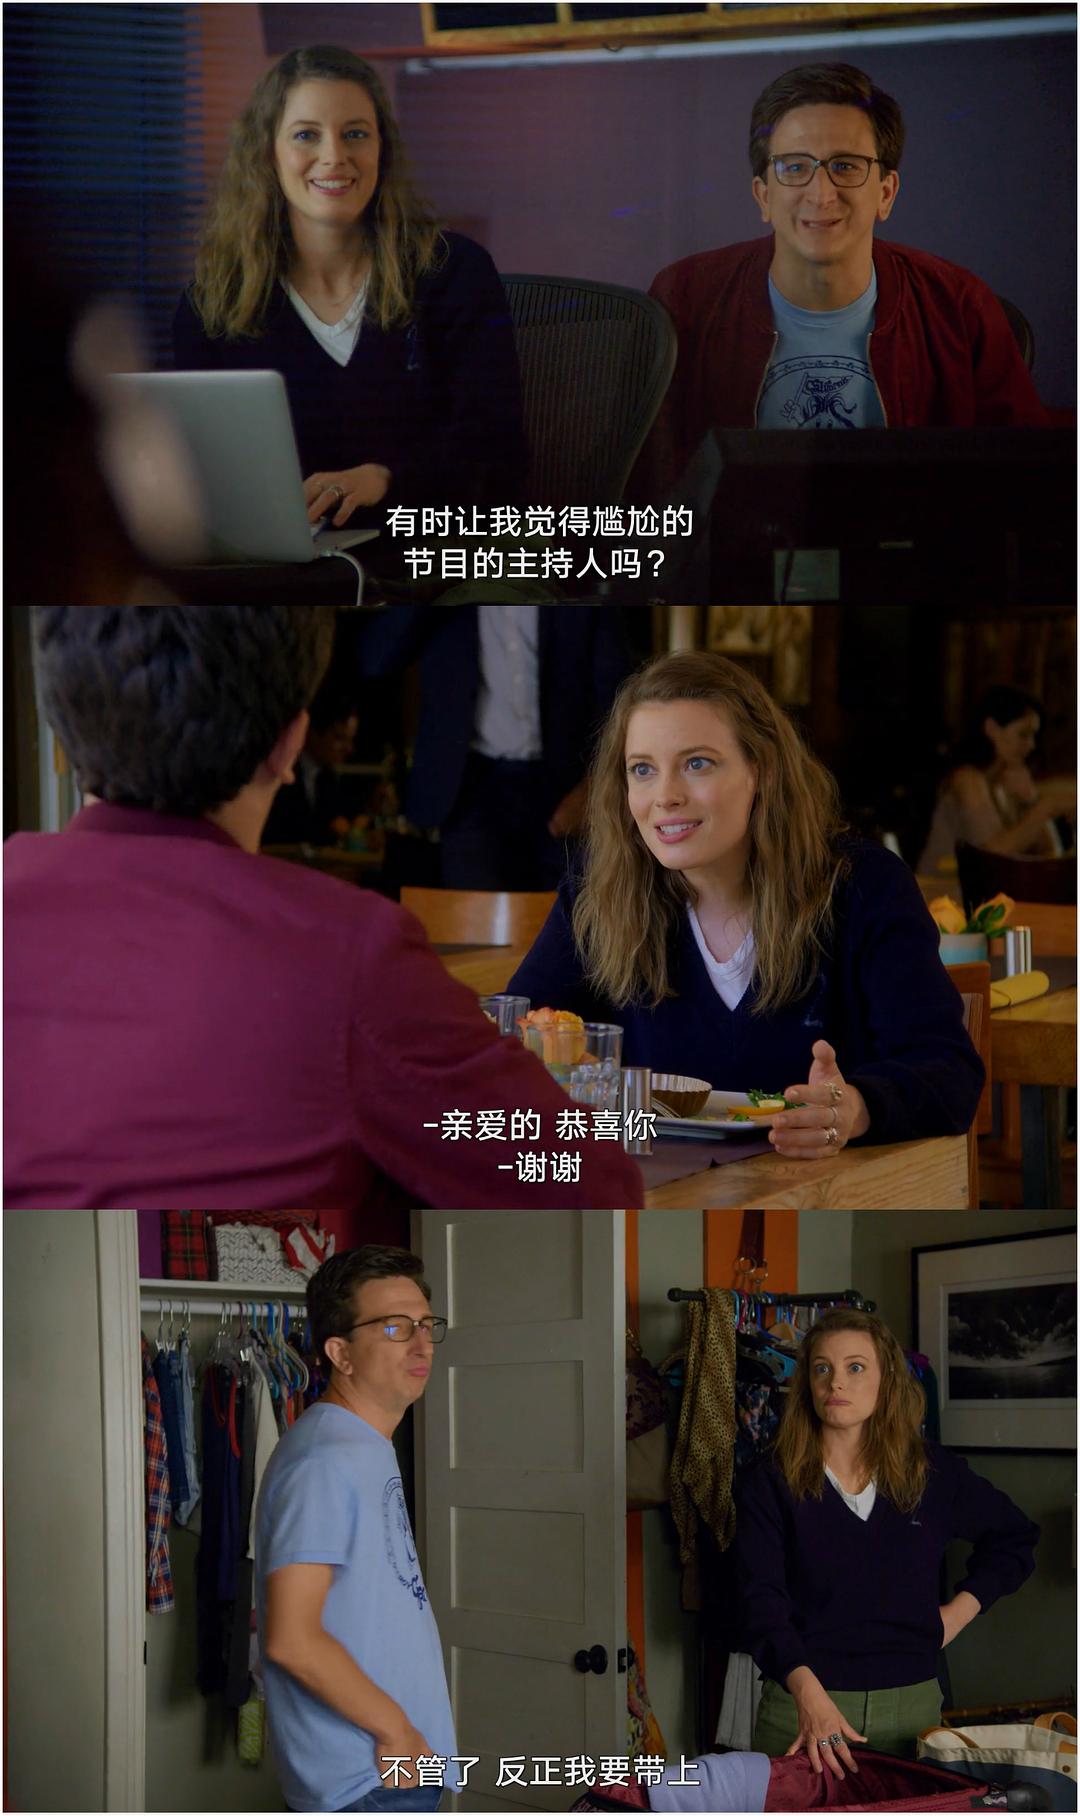 有时让我觉得尴尬的
节目的主持人吗？
-亲爱的 恭喜你
-谢谢
不管了 反正我要带上